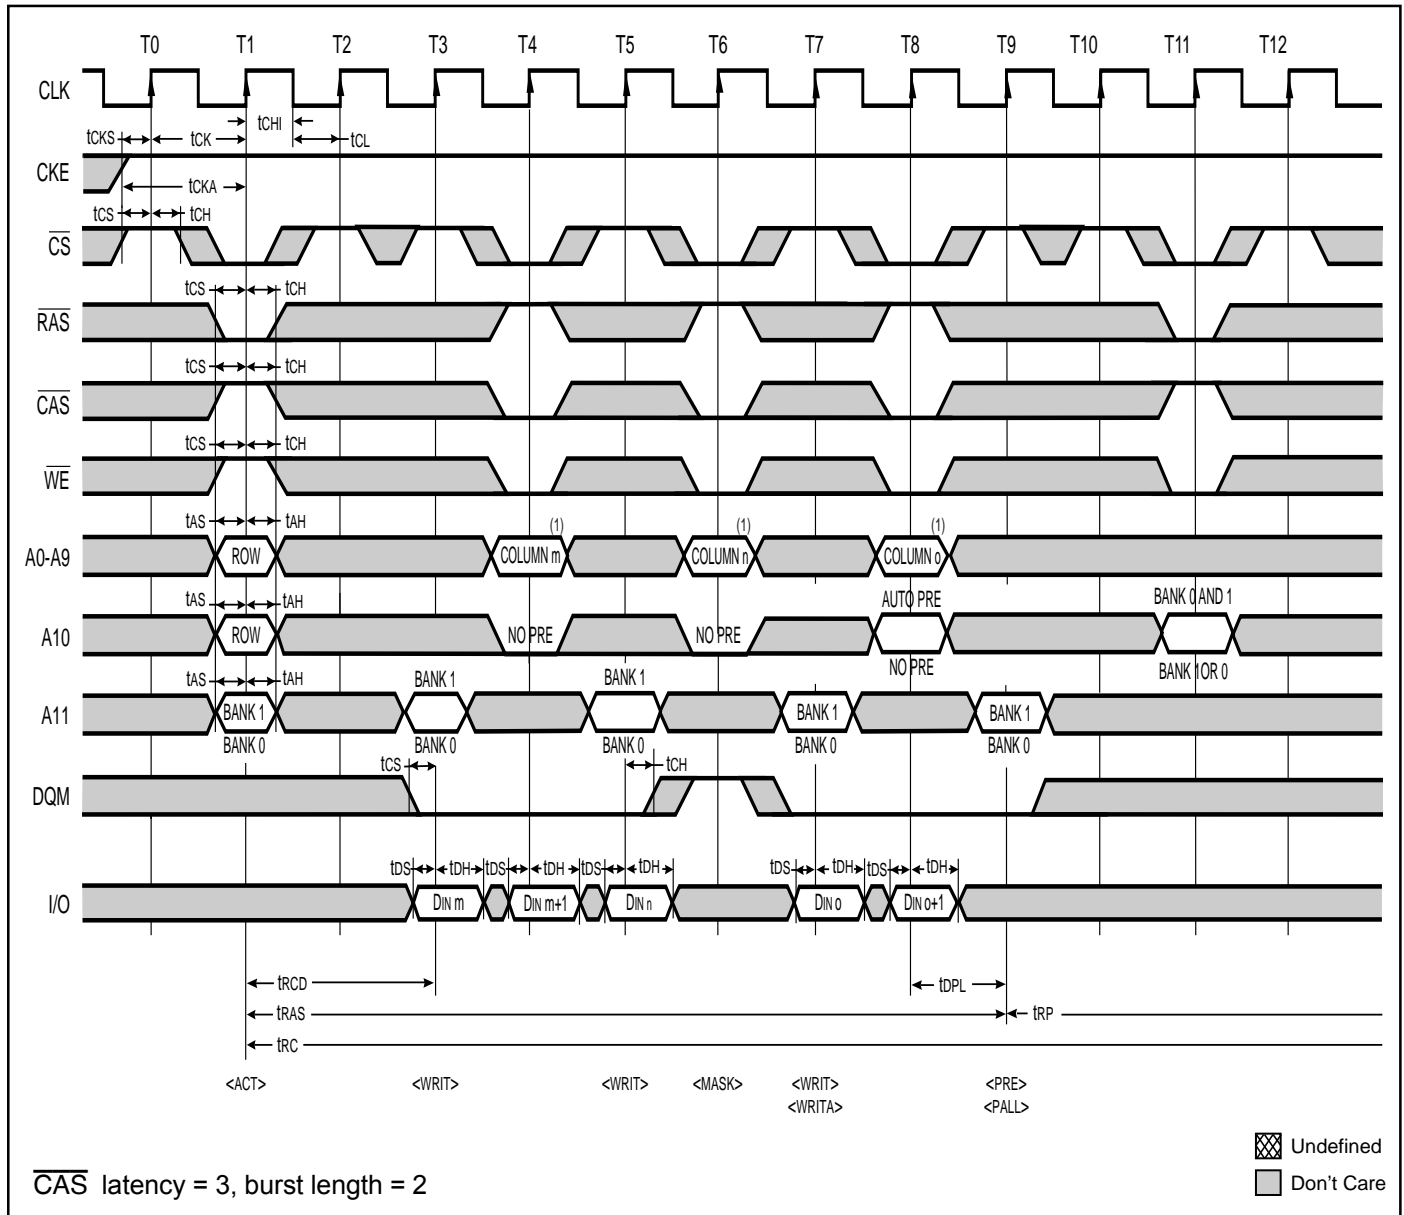 T0 T1 T2 T3 T4 T5 T6 T7 T8 T9 T10 T11 T12
CLK
tCHI
tCKS tCK tCL
CKE
tCKA
tCS tCH
CS
tCS tCH
RAS
tCS tCH
CAS
tCS tCH
WE
tAS tAH (1) (1) (1)
A0-A9 ROW COLUMN m COLUMN n COLUMN o
tAS tAH AUTO PRE BANK 0 AND 1
A10 ROW NO PRE NO PRE
NO PRE BANK 1 OR 0
tAS tAH BANK 1 BANK 1
A11 BANK 1 BANK 1 BANK 1
BANK 0 BANK 0 BANK 0 BANK 0 BANK 0
tCS tCH
DQM
tDS tDH tDS tDH tDS tDH tDS tDH tDS tDH
I/O DIN m DIN m+1 DIN n DIN o DIN o+1
tRCD tDPL
tRAS tRP
tRC
<ACT> <WRIT> <WRIT> <MASK> <WRIT> <PRE>
<WRITA> <PALL>
Undefined
CAS latency = 3, burst length = 2 Don't Care